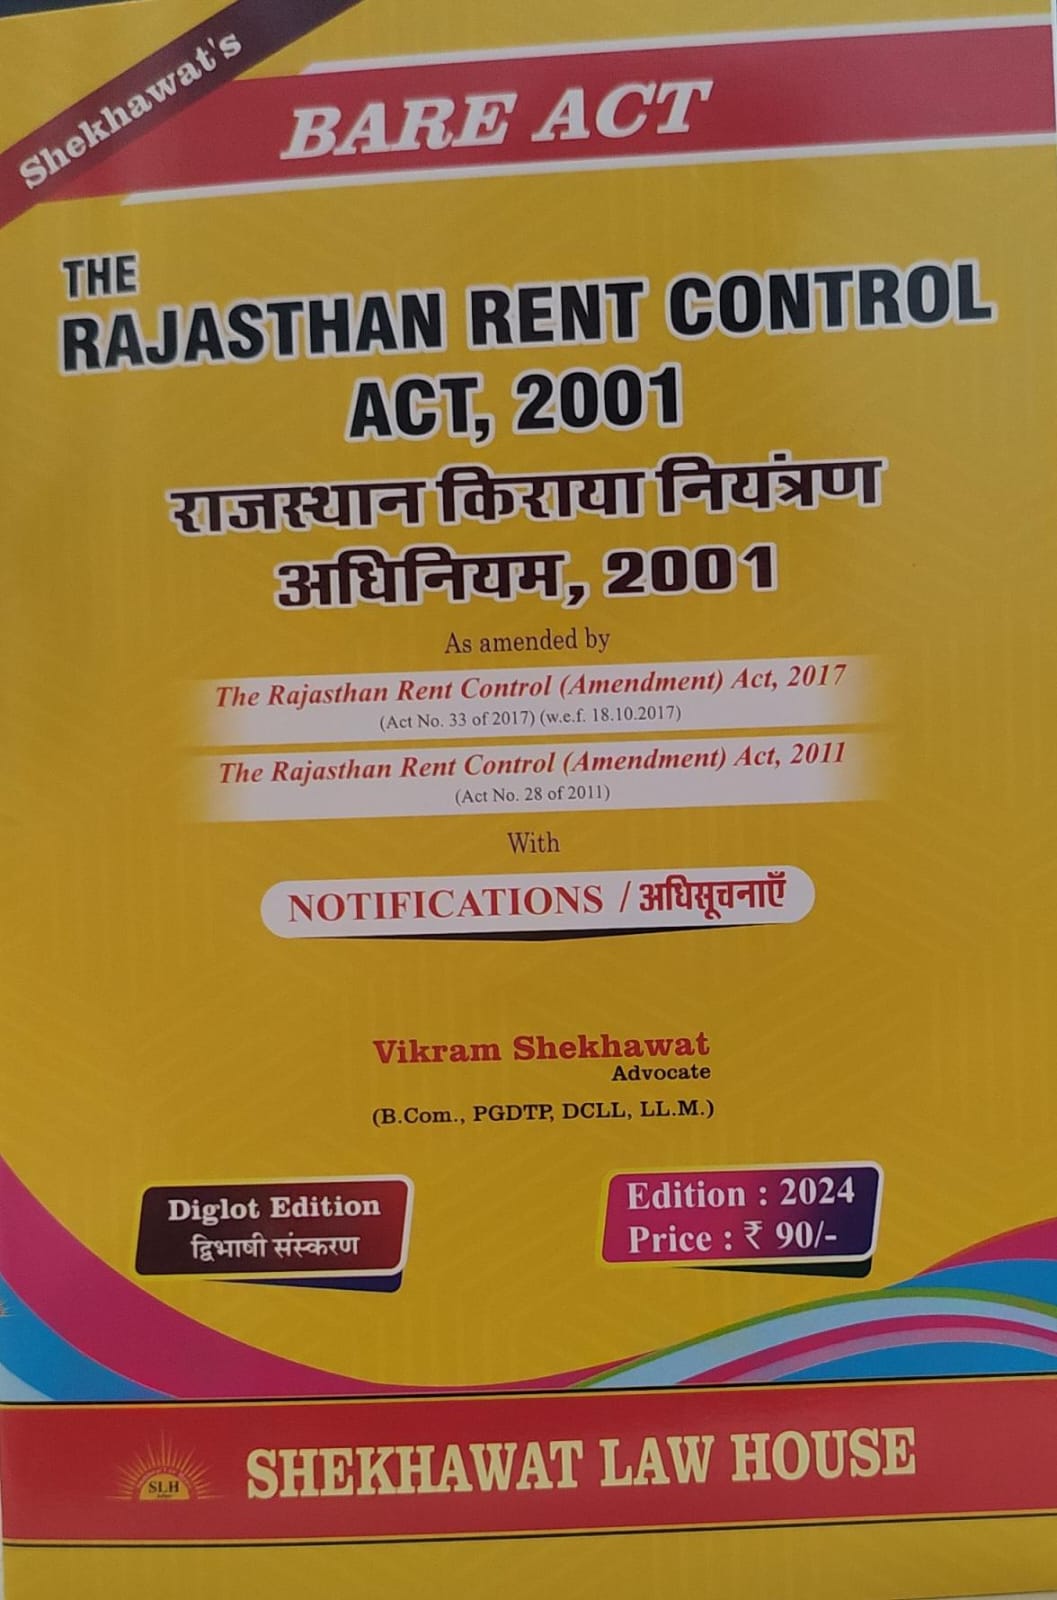 Shekhawat's
BARE ACT
THE
RAJASTHAN RENT CONTROL
ACT, 2001
राजस्थान किराया नियंत्रण
अधिनियम, 2001
As amended by
The Rajasthan Rent Control (Amendment) Act, 2017
(Act No. 33 of 2017) (w.e.f. 18.10.2017)
The Rajasthan Rent Control (Amendment) Act, 2011
(Act No. 28 of 2011)
With
NOTIFICATIONS / अधिसूचनाएँ
Vikram Shekhawat
Advocate
(B.Com., PGDTP, DCLL, LL.M.)
Diglot Edition
द्विभाषी संस्करण
Edition : 2024
Price : ₹ 90/-
SLH
SHEKHAWAT LAW HOUSE